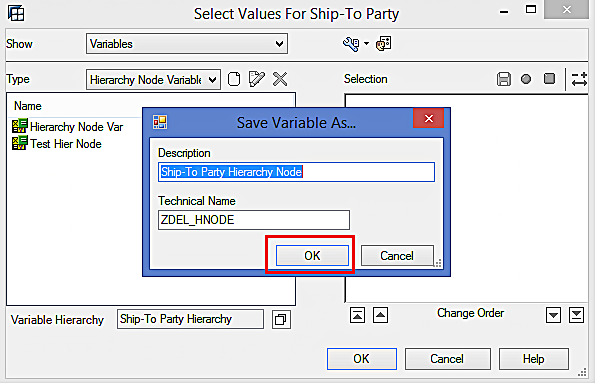 Select Values For Ship-To Party
Show Variables
Type Hierarchy Node Variable Selection
Name
Hierarchy Node Var
Test Hier Node
Save Variable As...
Description
Ship-To Party Hierarchy Node
Technical Name
ZDEL_HNODE
OK Cancel
Variable Hierarchy Ship-To Party Hierarchy Change Order
OK Cancel Help